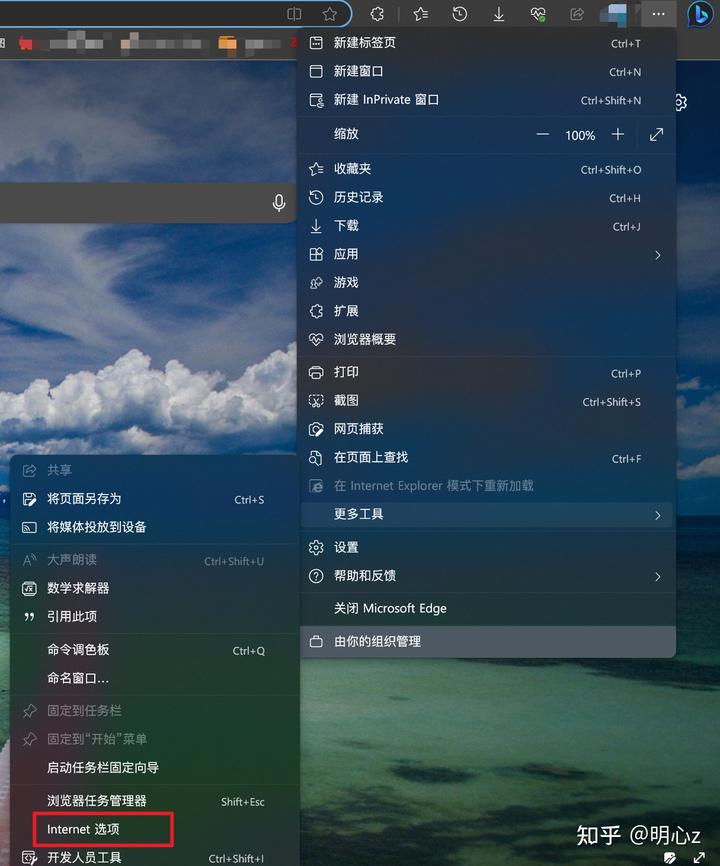 新建标签页 Ctrl+T
新建窗口 Ctrl+N
新建 InPrivate 窗口 Ctrl+Shift+N
缩放 — 100% +
收藏夹 Ctrl+Shift+O
历史记录 Ctrl+H
下载 Ctrl+J
应用
游戏
扩展
浏览器概要
打印 Ctrl+P
截图 Ctrl+Shift+S
网页捕获
在页面上查找 Ctrl+F
在 Internet Explorer 模式下重新加载
更多工具
设置
帮助和反馈
关闭 Microsoft Edge
由你的组织管理
共享
将页面另存为 Ctrl+S
将媒体投放到设备
大声朗读 Ctrl+Shift+U
数学求解器
引用此项
命令调色板 Ctrl+Q
命名窗口...
固定到任务栏
固定到“开始”菜单
启动任务栏固定向导
浏览器任务管理器 Shift+Esc
Internet 选项
开发人员工具 Ctrl+Shift+I
知乎 @明心z